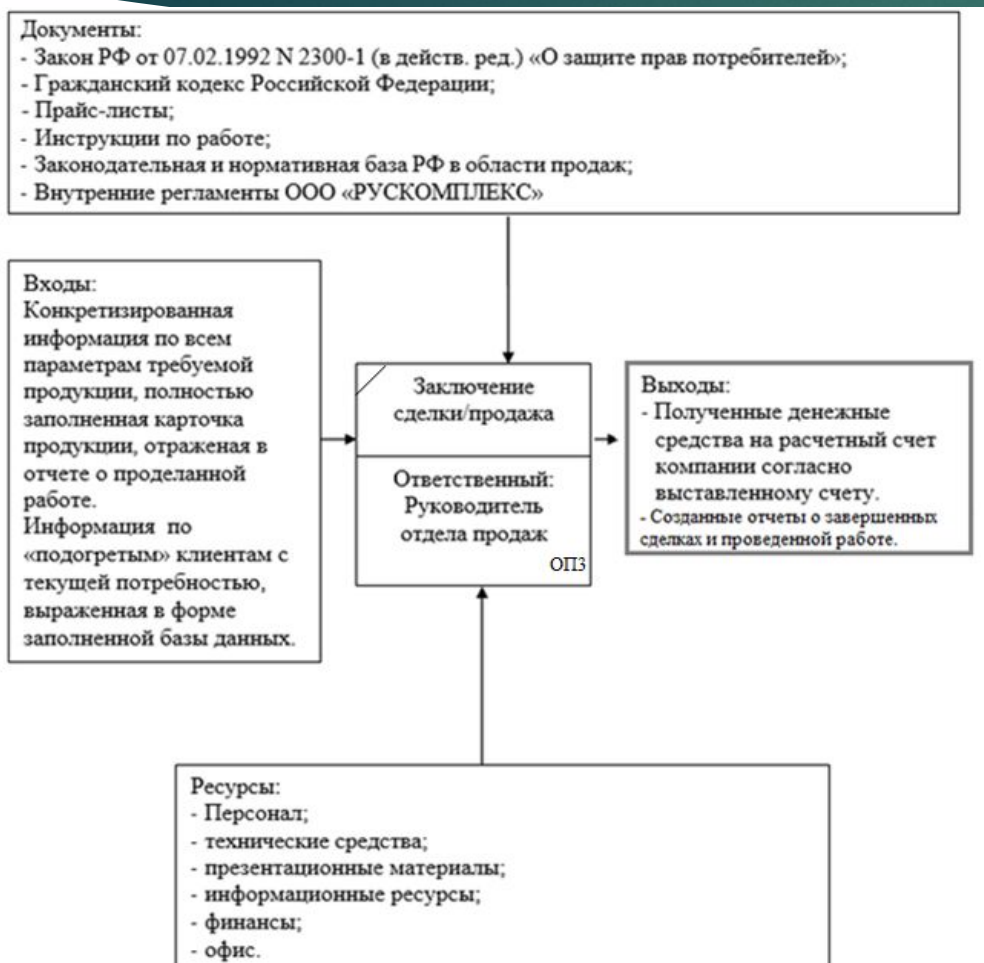 Документы:
- Закон РФ от 07.02.1992 N 2300-1 (в действ. ред.) «О защите прав потребителей»;
- Гражданский кодекс Российской Федерации;
- Прайс-листы;
- Инструкции по работе;
- Законодательная и нормативная база РФ в области продаж;
- Внутренние регламенты ООО «РУСКОМПЛЕКС»
Входы:
Конкретизированная
информация по всем
параметрам требуемой
продукции, полностью
заполненная карточка
продукции, отраженая в
отчете о проделанной
работе.
Информация по
«подогретым» клиентам с
текущей потребностью,
выраженная в форме
заполненной базы данных.
Заключение
сделки/продажа
Ответственный:
Руководитель
отдела продаж
ОП3
Выходы:
- Полученные денежные
средства на расчетный счет
компании согласно
выставленному счету.
- Созданные отчеты о завершенных
сделках и проведенной работе.
Ресурсы:
- Персонал;
- технические средства;
- презентационные материалы;
- информационные ресурсы;
- финансы;
- офис.